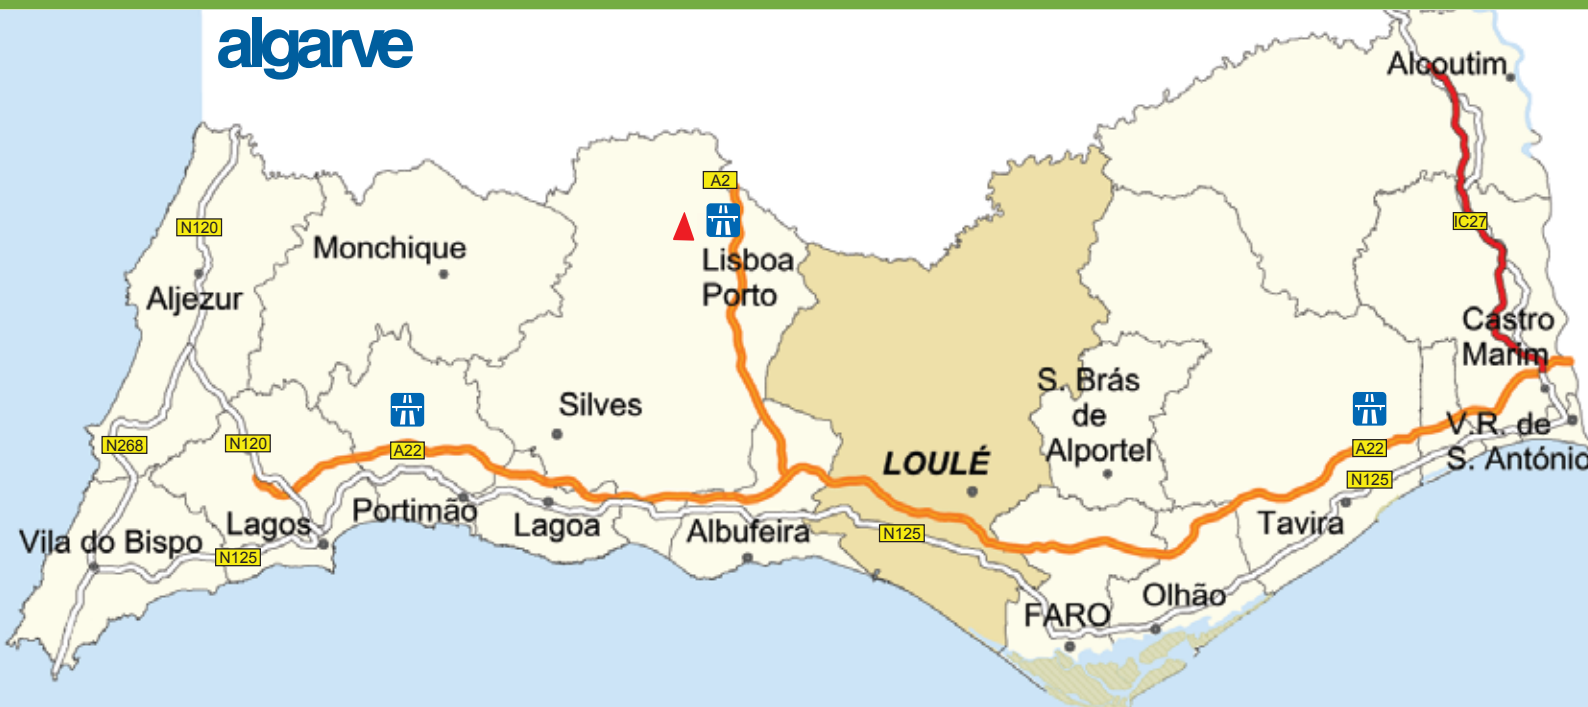 algarve
Alcoutim
A2
N120
IC27
Monchique
Lisboa
Porto
Aljezur
Castro
Marim
S. Brás
de
Alportel
Silves
N268
N120
A22
LOULÉ
A22
V.R. de
S. António
N125
Vila do Bispo
Lagos
Portimão
Lagoa
Albufeira
N125
Tavira
N125
Olhão
FARO